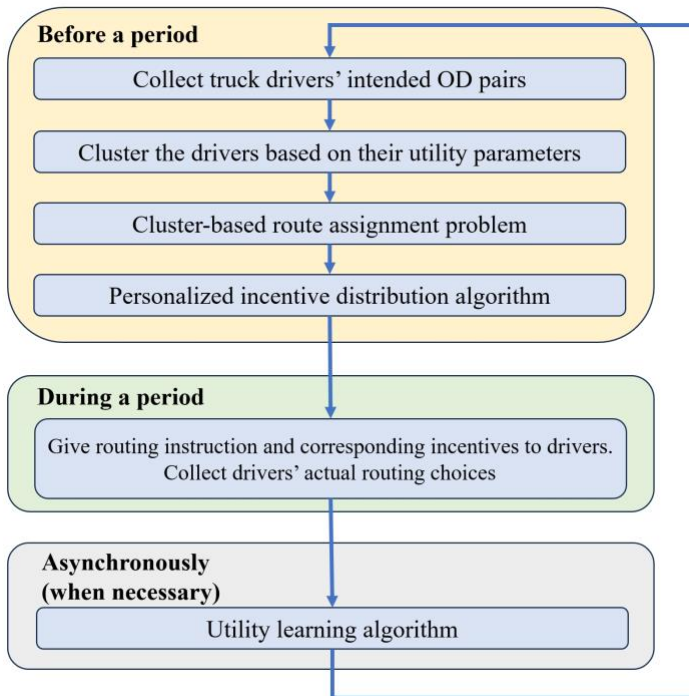 Before a period
Collect truck drivers’ intended OD pairs
Cluster the drivers based on their utility parameters
Cluster-based route assignment problem
Personalized incentive distribution algorithm
During a period
Give routing instruction and corresponding incentives to drivers.
Collect drivers’ actual routing choices
Asynchronously
(when necessary)
Utility learning algorithm